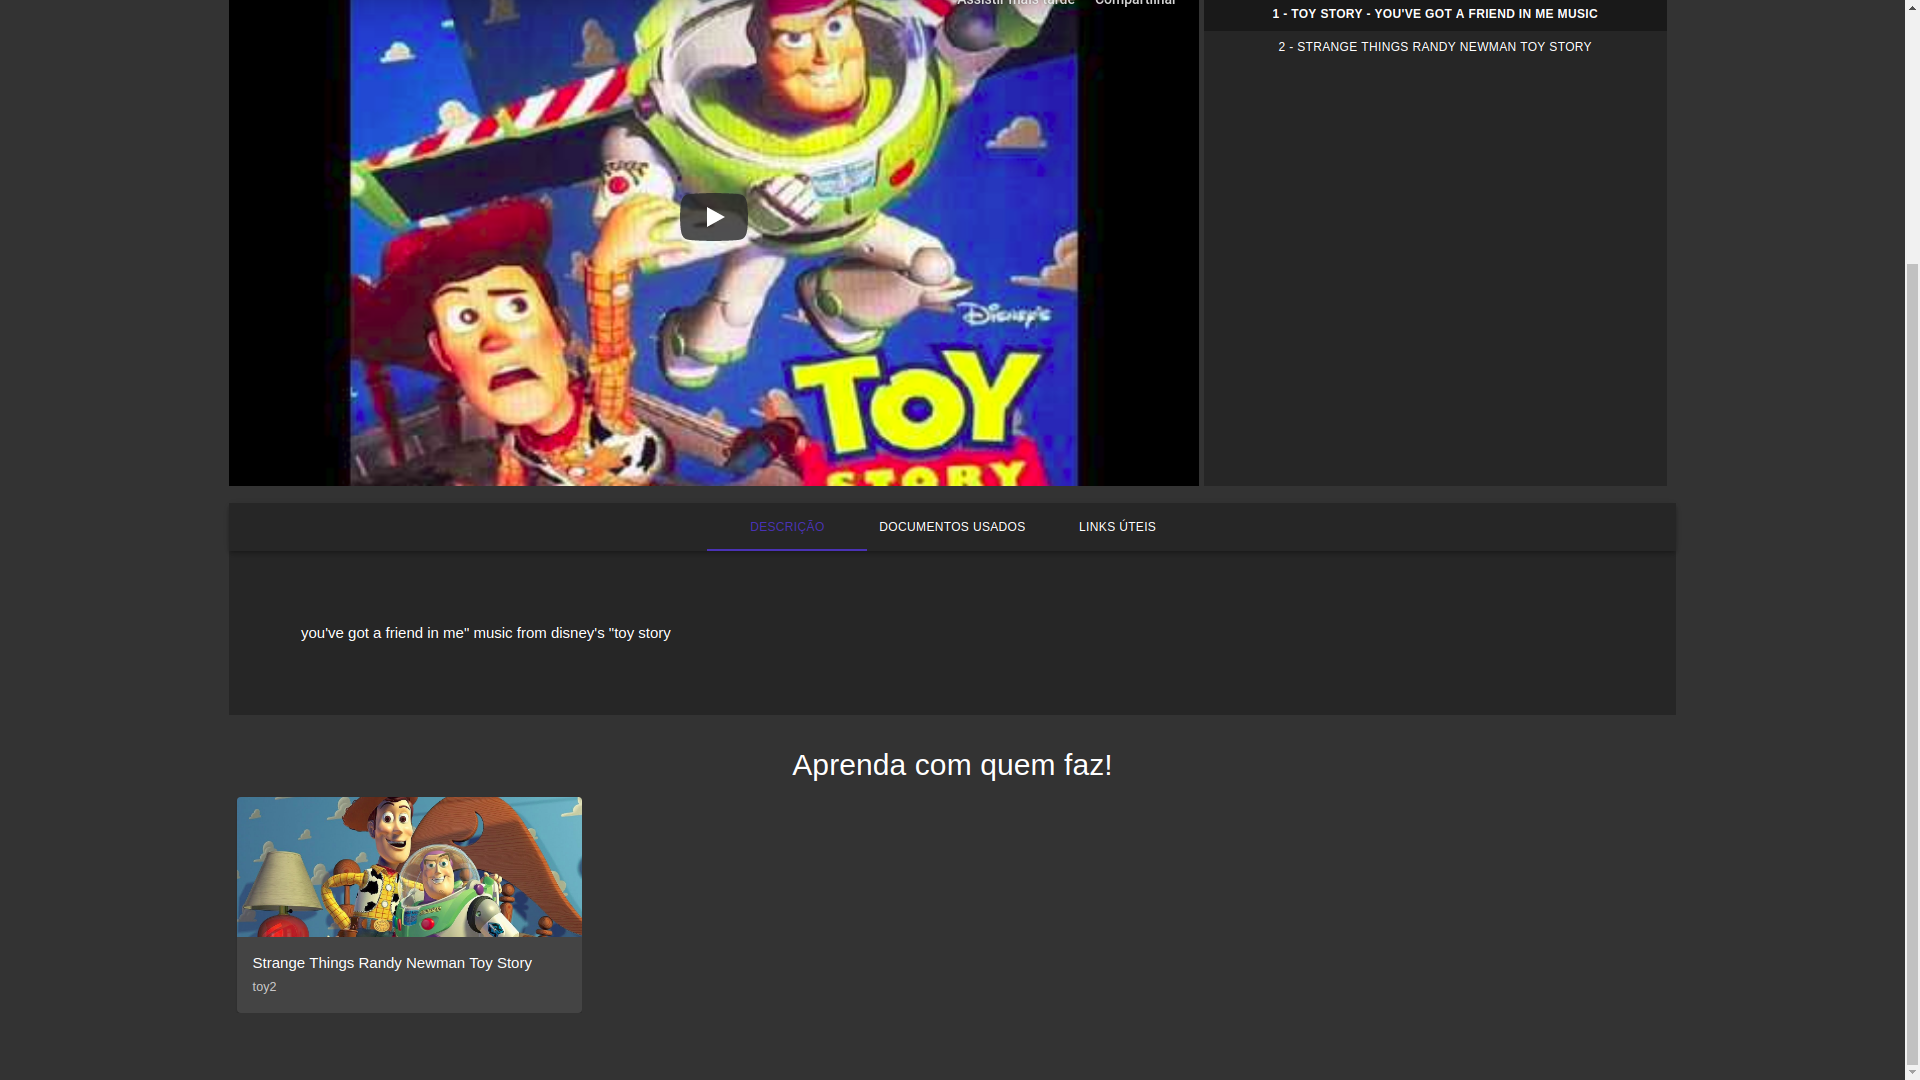 Assistir mais tarde Compartilhar
1 - TOY STORY - YOU'VE GOT A FRIEND IN ME MUSIC
2 - STRANGE THINGS RANDY NEWMAN TOY STORY
DISNEY'S
TOY
STORY
DESCRIÇÃO DOCUMENTOS USADOS LINKS ÚTEIS
you've got a friend in me" music from disney's "toy story
Aprenda com quem faz!
Strange Things Randy Newman Toy Story
toy2